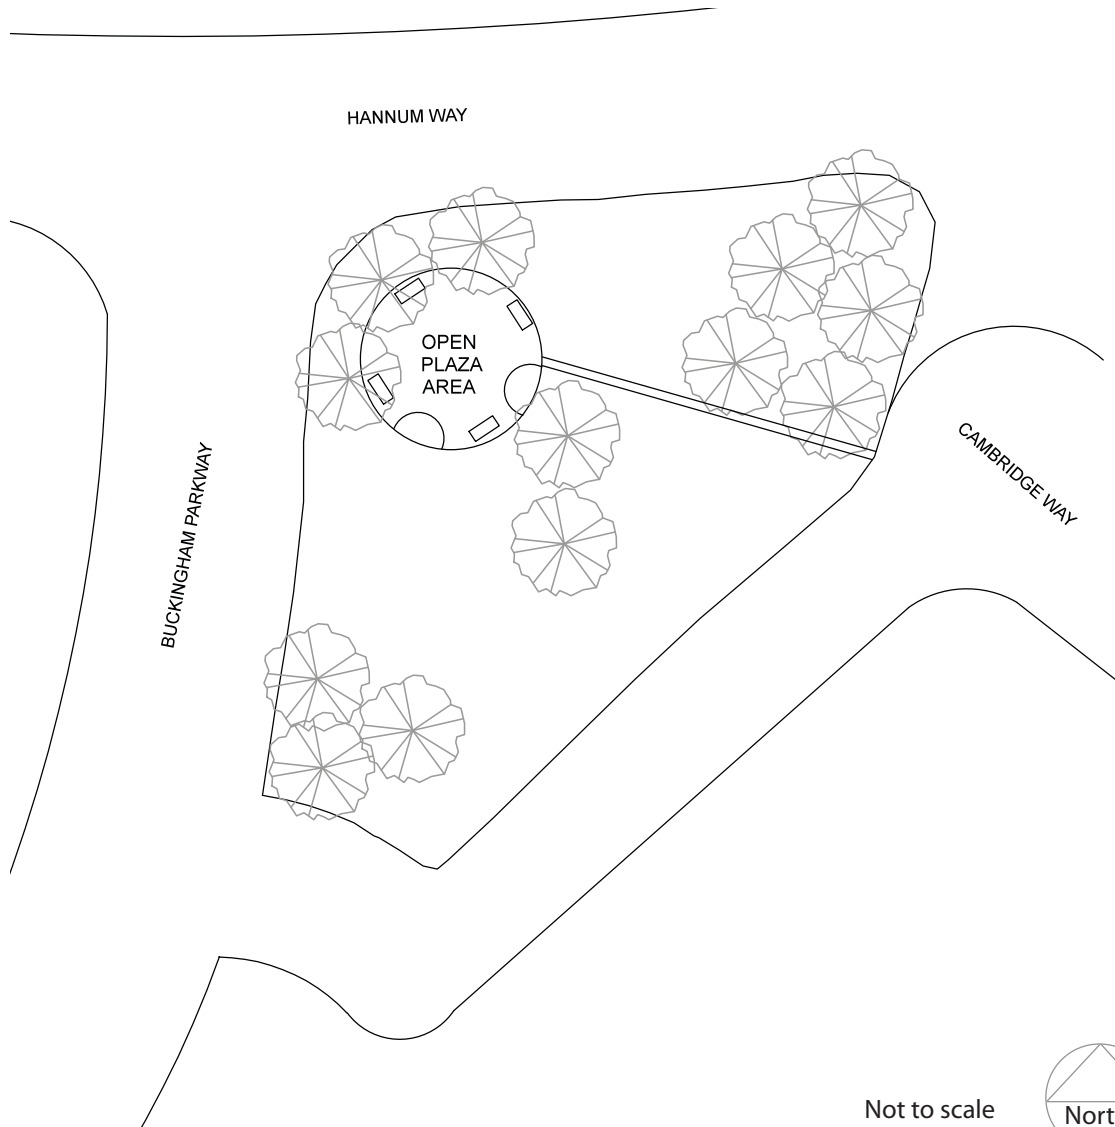 HANNUM WAY
OPEN
PLAZA
AREA
CAMBRIDGE WAY
BUCKINGHAM PARKWAY
Not to scale
Nort